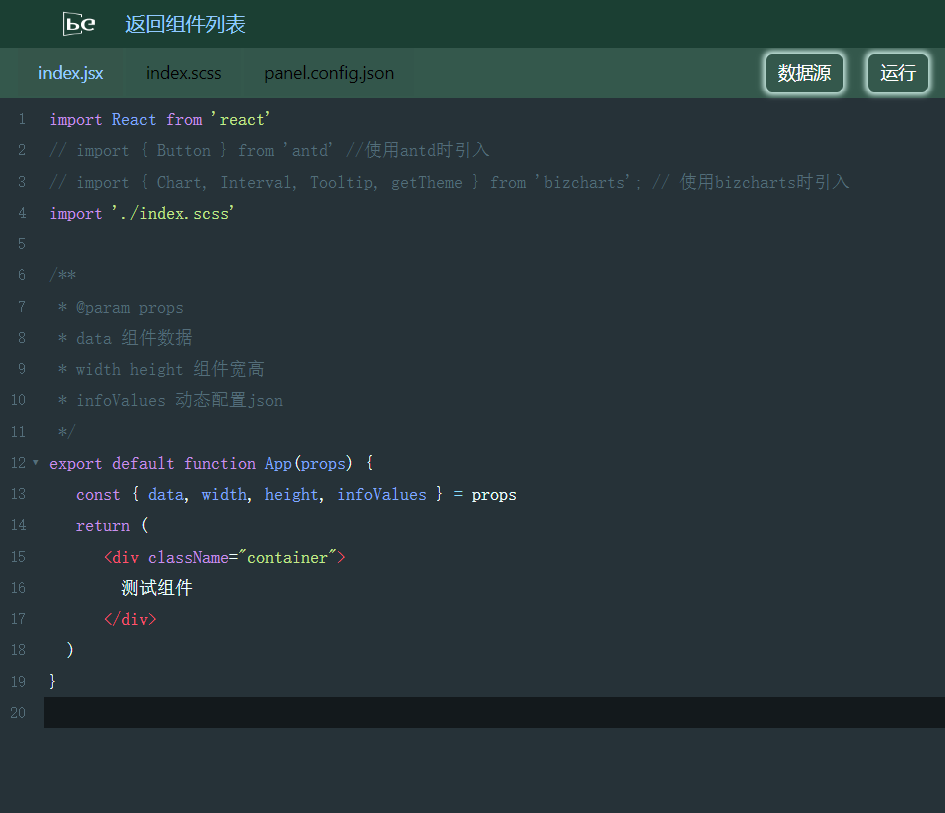 be 返回组件列表
index.jsx index.scss panel.config.json 数据源 运行
1 import React from 'react'
2 // import { Button } from 'antd' //使用antd时引入
3 // import { Chart, Interval, Tooltip, getTheme } from 'bizcharts'; // 使用bizcharts时引入
4 import './index.scss'
5
6 /**
7 * @param props
8 * data 组件数据
9 * width height 组件宽高
10 * infoValues 动态配置json
11 */
12 export default function App(props) {
13 const { data, width, height, infoValues } = props
14 return (
15 <div className="container">
16 测试组件
17 </div>
18 )
19 }
20